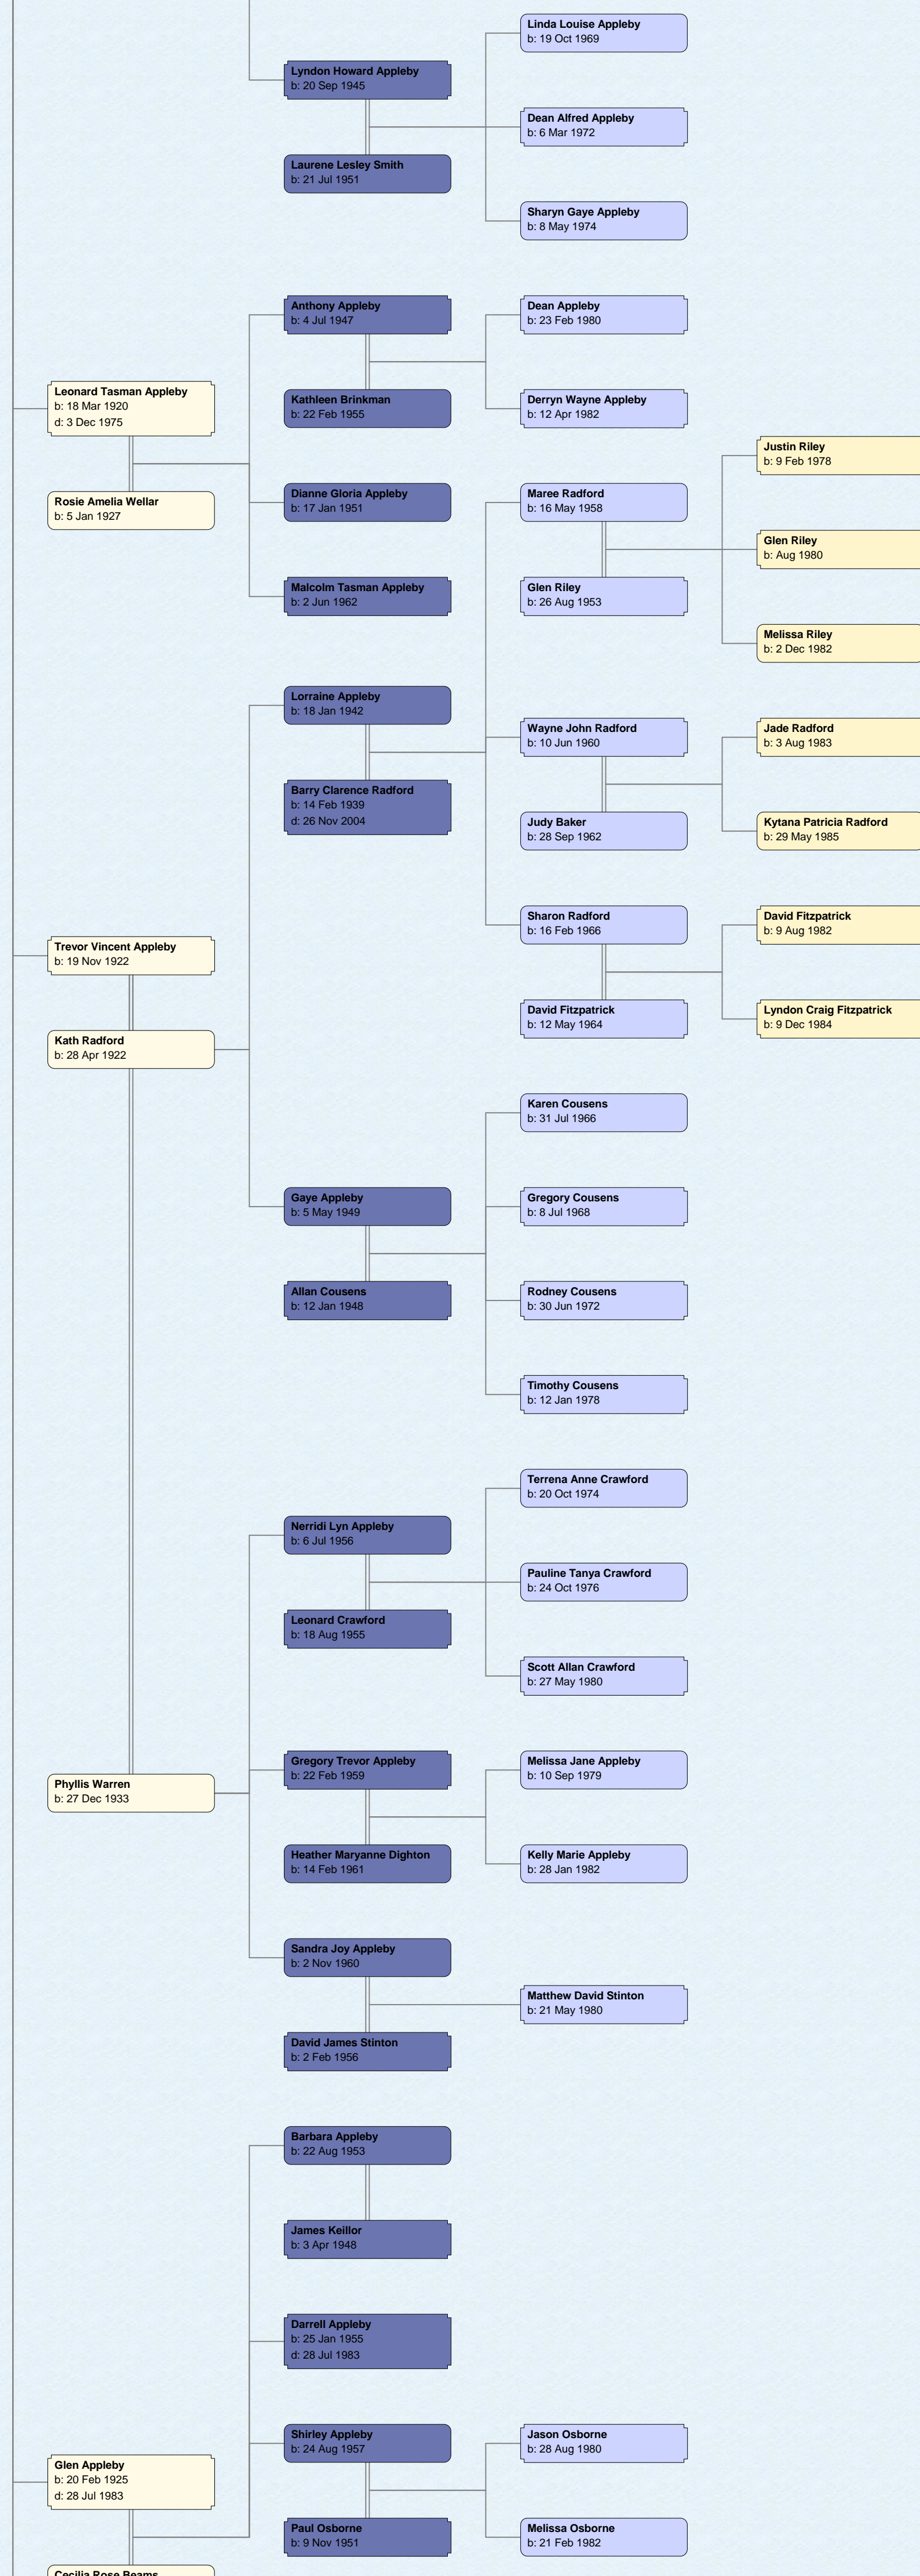 Linda Louise Appleby
b: 19 Oct 1969
Lyndon Howard Appleby
b: 20 Sep 1945
Dean Alfred Appleby
b: 6 Mar 1972
Laurene Lesley Smith
b: 21 Jul 1951
Sharyn Gaye Appleby
b: 8 May 1974
Anthony Appleby
b: 4 Jul 1947
Dean Appleby
b: 23 Feb 1980
Leonard Tasman Appleby
b: 18 Mar 1920
d: 3 Dec 1975
Kathleen Brinkman
b: 22 Feb 1955
Derryn Wayne Appleby
b: 12 Apr 1982
Justin Riley
b: 9 Feb 1978
Rosie Amelia Wellar
b: 5 Jan 1927
Dianne Gloria Appleby
b: 17 Jan 1951
Maree Radford
b: 16 May 1958
Glen Riley
b: Aug 1980
Malcolm Tasman Appleby
b: 2 Jun 1962
Glen Riley
b: 26 Aug 1953
Melissa Riley
b: 2 Dec 1982
Lorraine Appleby
b: 18 Jan 1942
Wayne John Radford
b: 10 Jun 1960
Jade Radford
b: 3 Aug 1983
Barry Clarence Radford
b: 14 Feb 1939
d: 26 Nov 2004
Judy Baker
b: 28 Sep 1962
Kytana Patricia Radford
b: 29 May 1985
Sharon Radford
b: 16 Feb 1966
David Fitzpatrick
b: 9 Aug 1982
Trevor Vincent Appleby
b: 19 Nov 1922
David Fitzpatrick
b: 12 May 1964
Lyndon Craig Fitzpatrick
b: 9 Dec 1984
Kath Radford
b: 28 Apr 1922
Karen Cousens
b: 31 Jul 1966
Gaye Appleby
b: 5 May 1949
Gregory Cousens
b: 8 Jul 1968
Allan Cousens
b: 12 Jan 1948
Rodney Cousens
b: 30 Jun 1972
Timothy Cousens
b: 12 Jan 1978
Terrena Anne Crawford
b: 20 Oct 1974
Nerridi Lyn Appleby
b: 6 Jul 1956
Pauline Tanya Crawford
b: 24 Oct 1976
Leonard Crawford
b: 18 Aug 1955
Scott Allan Crawford
b: 27 May 1980
Gregory Trevor Appleby
b: 22 Feb 1959
Melissa Jane Appleby
b: 10 Sep 1979
Phyllis Warren
b: 27 Dec 1933
Heather Maryanne Dighton
b: 14 Feb 1961
Kelly Marie Appleby
b: 28 Jan 1982
Sandra Joy Appleby
b: 2 Nov 1960
Matthew David Stinton
b: 21 May 1980
David James Stinton
b: 2 Feb 1956
Barbara Appleby
b: 22 Aug 1953
James Keillor
b: 3 Apr 1948
Darrell Appleby
b: 25 Jan 1955
d: 28 Jul 1983
Shirley Appleby
b: 24 Aug 1957
Jason Osborne
b: 28 Aug 1980
Glen Appleby
b: 20 Feb 1925
d: 28 Jul 1983
Paul Osborne
b: 9 Nov 1951
Melissa Osborne
b: 21 Feb 1982
Cecilia Rose Beams